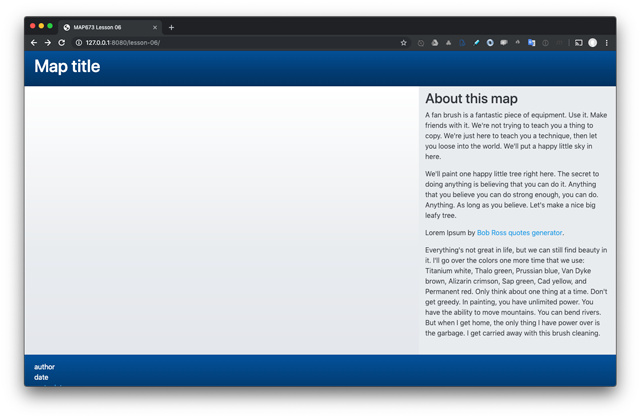 MAP673 Lesson 06
127.0.0.1:8080/lesson-06/
Map title
About this map
A fan brush is a fantastic piece of equipment. Use it. Make
friends with it. We're not trying to teach you a thing to
copy. We're just here to teach you a technique, then let
you loose into the world. We'll put a happy little sky in
here.
We'll paint one happy little tree right here. The secret to
doing anything is believing that you can do it. Anything
that you believe you can do strong enough, you can do.
Anything. As long as you believe. Let's make a nice big
leafy tree.
Lorem Ipsum by Bob Ross quotes generator.
Everything's not great in life, but we can still find beauty in
it. I'll go over the colors one more time that we use:
Titanium white, Thalo green, Prussian blue, Van Dyke
brown, Alizarin crimson, Sap green, Cad yellow, and
Permanent red. Only think about one thing at a time. Don't
get greedy. In painting, you have unlimited power. You
have the ability to move mountains. You can bend rivers.
But when I get home, the only thing I have power over is
the garbage. I get carried away with this brush cleaning.
author
date